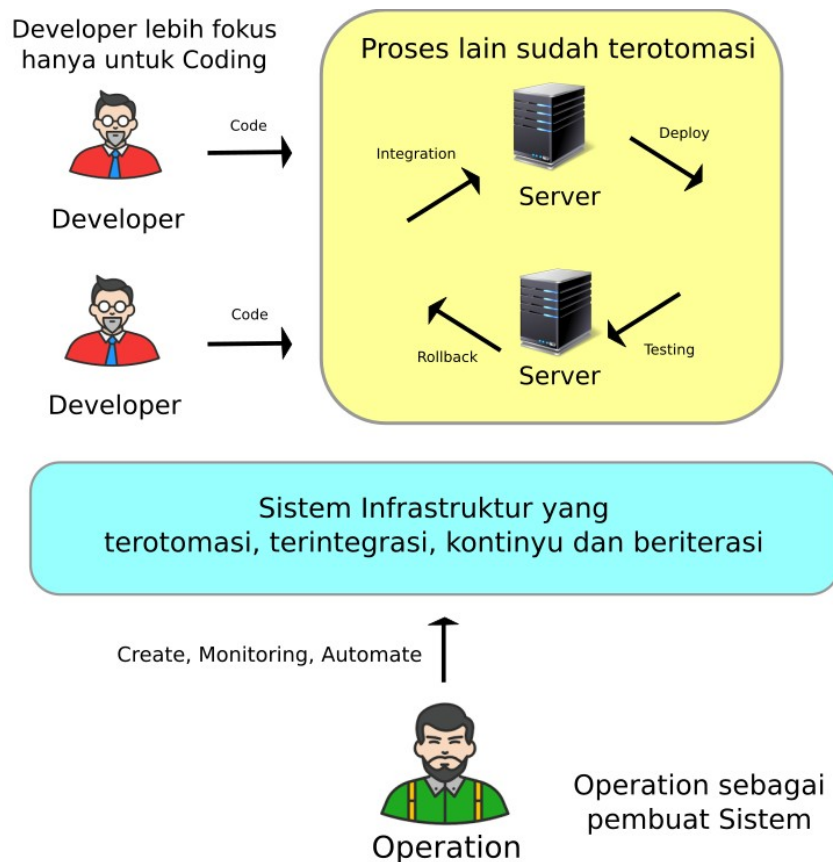 Developer lebih fokus
hanya untuk Coding
Code
Developer
Code
Developer
Proses lain sudah terotomasi
Integration
Server
Deploy
Rollback
Server
Testing
Sistem Infrastruktur yang
terotomasi, terintegrasi, kontinyu dan beriterasi
Create, Monitoring, Automate
Operation
Operation sebagai
pembuat Sistem